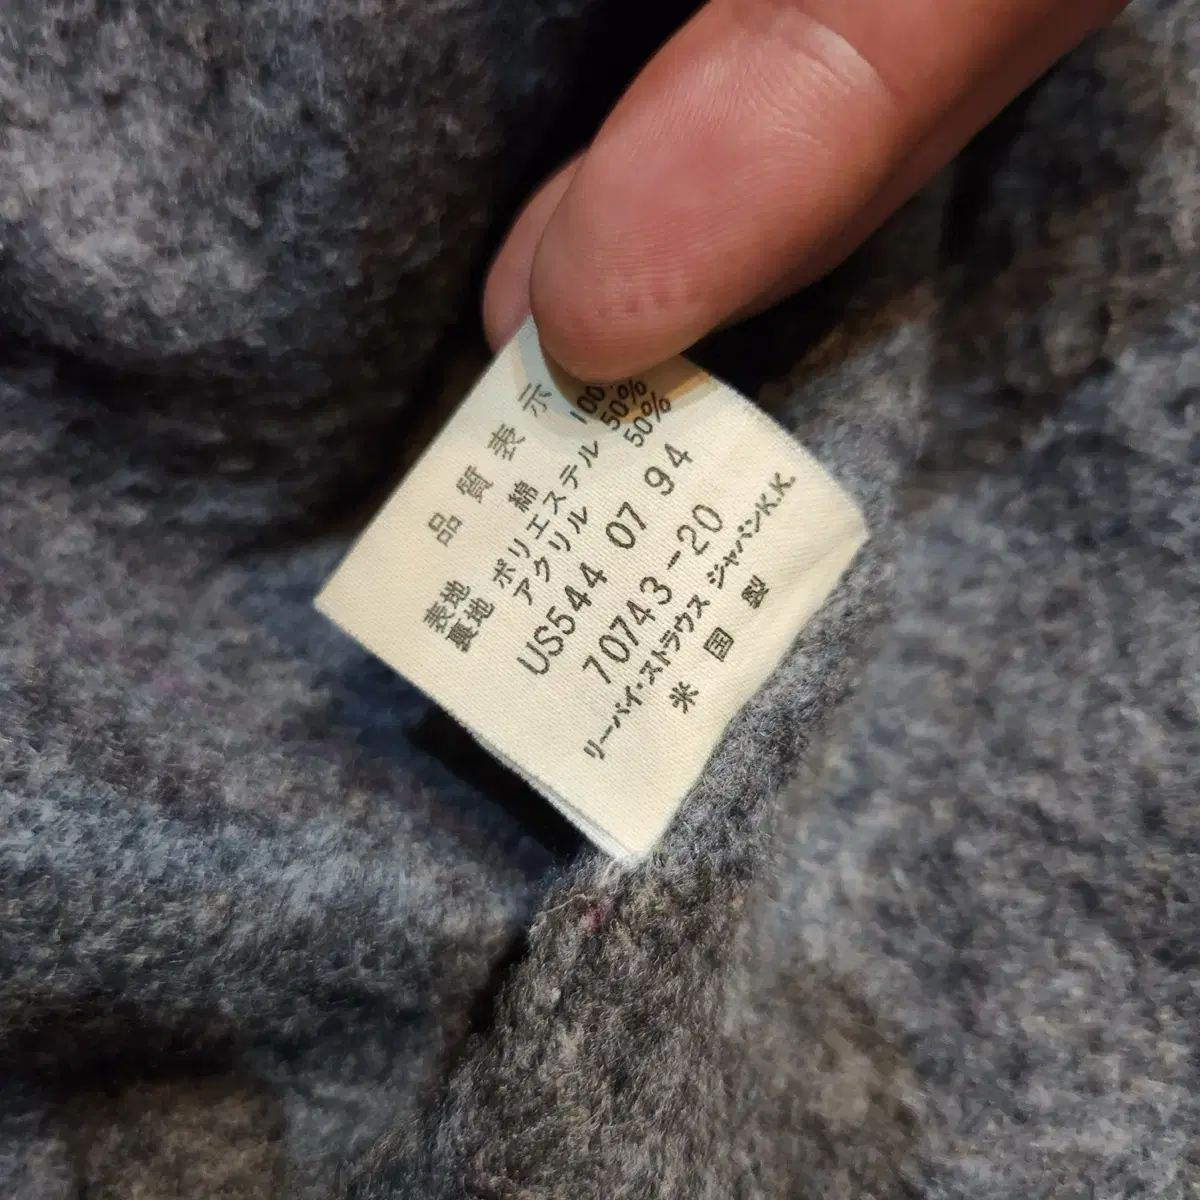 品質表示
表地 綿 100
裏地 ポリエステル 50%
アクリル 50%
US544 07 94
70743-20
リーバイ・ストラウス ジャパンK.K.
米国製